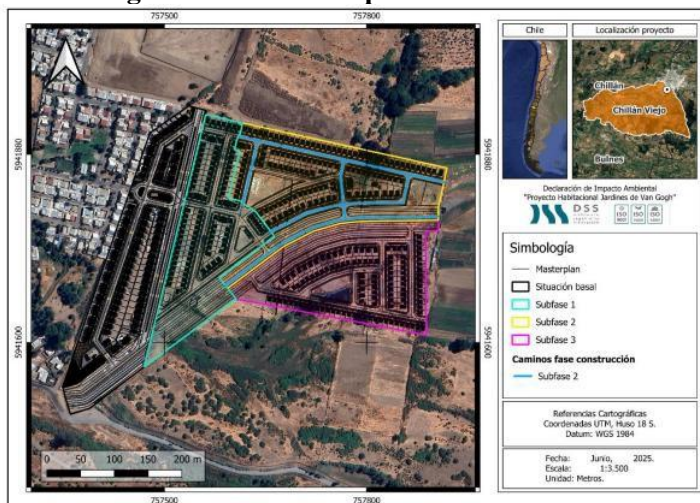 757500
757800
5941880
5941880
5941600
5941600
0 50 100 150 200 m
757500
757800
Chile
Localización proyecto
Chillán
Chillán Viejo
Bulnes
Declaración de Impacto Ambiental
"Proyecto Habitacional Jardines de Van Gogh"
DSS
ISO
ISO
ISO
Simbología
Masterplan
Situación basal
Subfase 1
Subfase 2
Subfase 3
Caminos fase construcción
Subfase 2
Referencias Cartográficas
Coordenadas UTM, Huso 18 S.
Datum: WGS 1984
Fecha: Junio, 2025.
Escala: 1:3.500
Unidad: Metros.